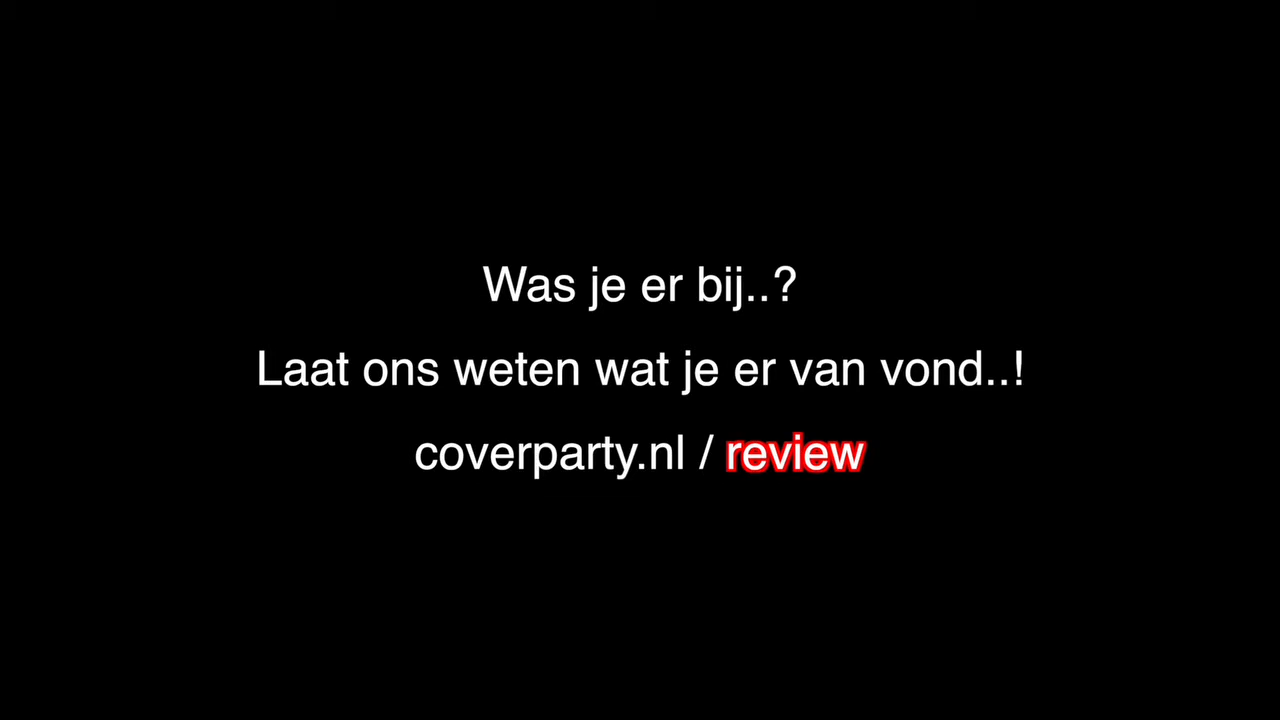 Was je er bij..?
Laat ons weten wat je er van vond..!
coverparty.nl / review